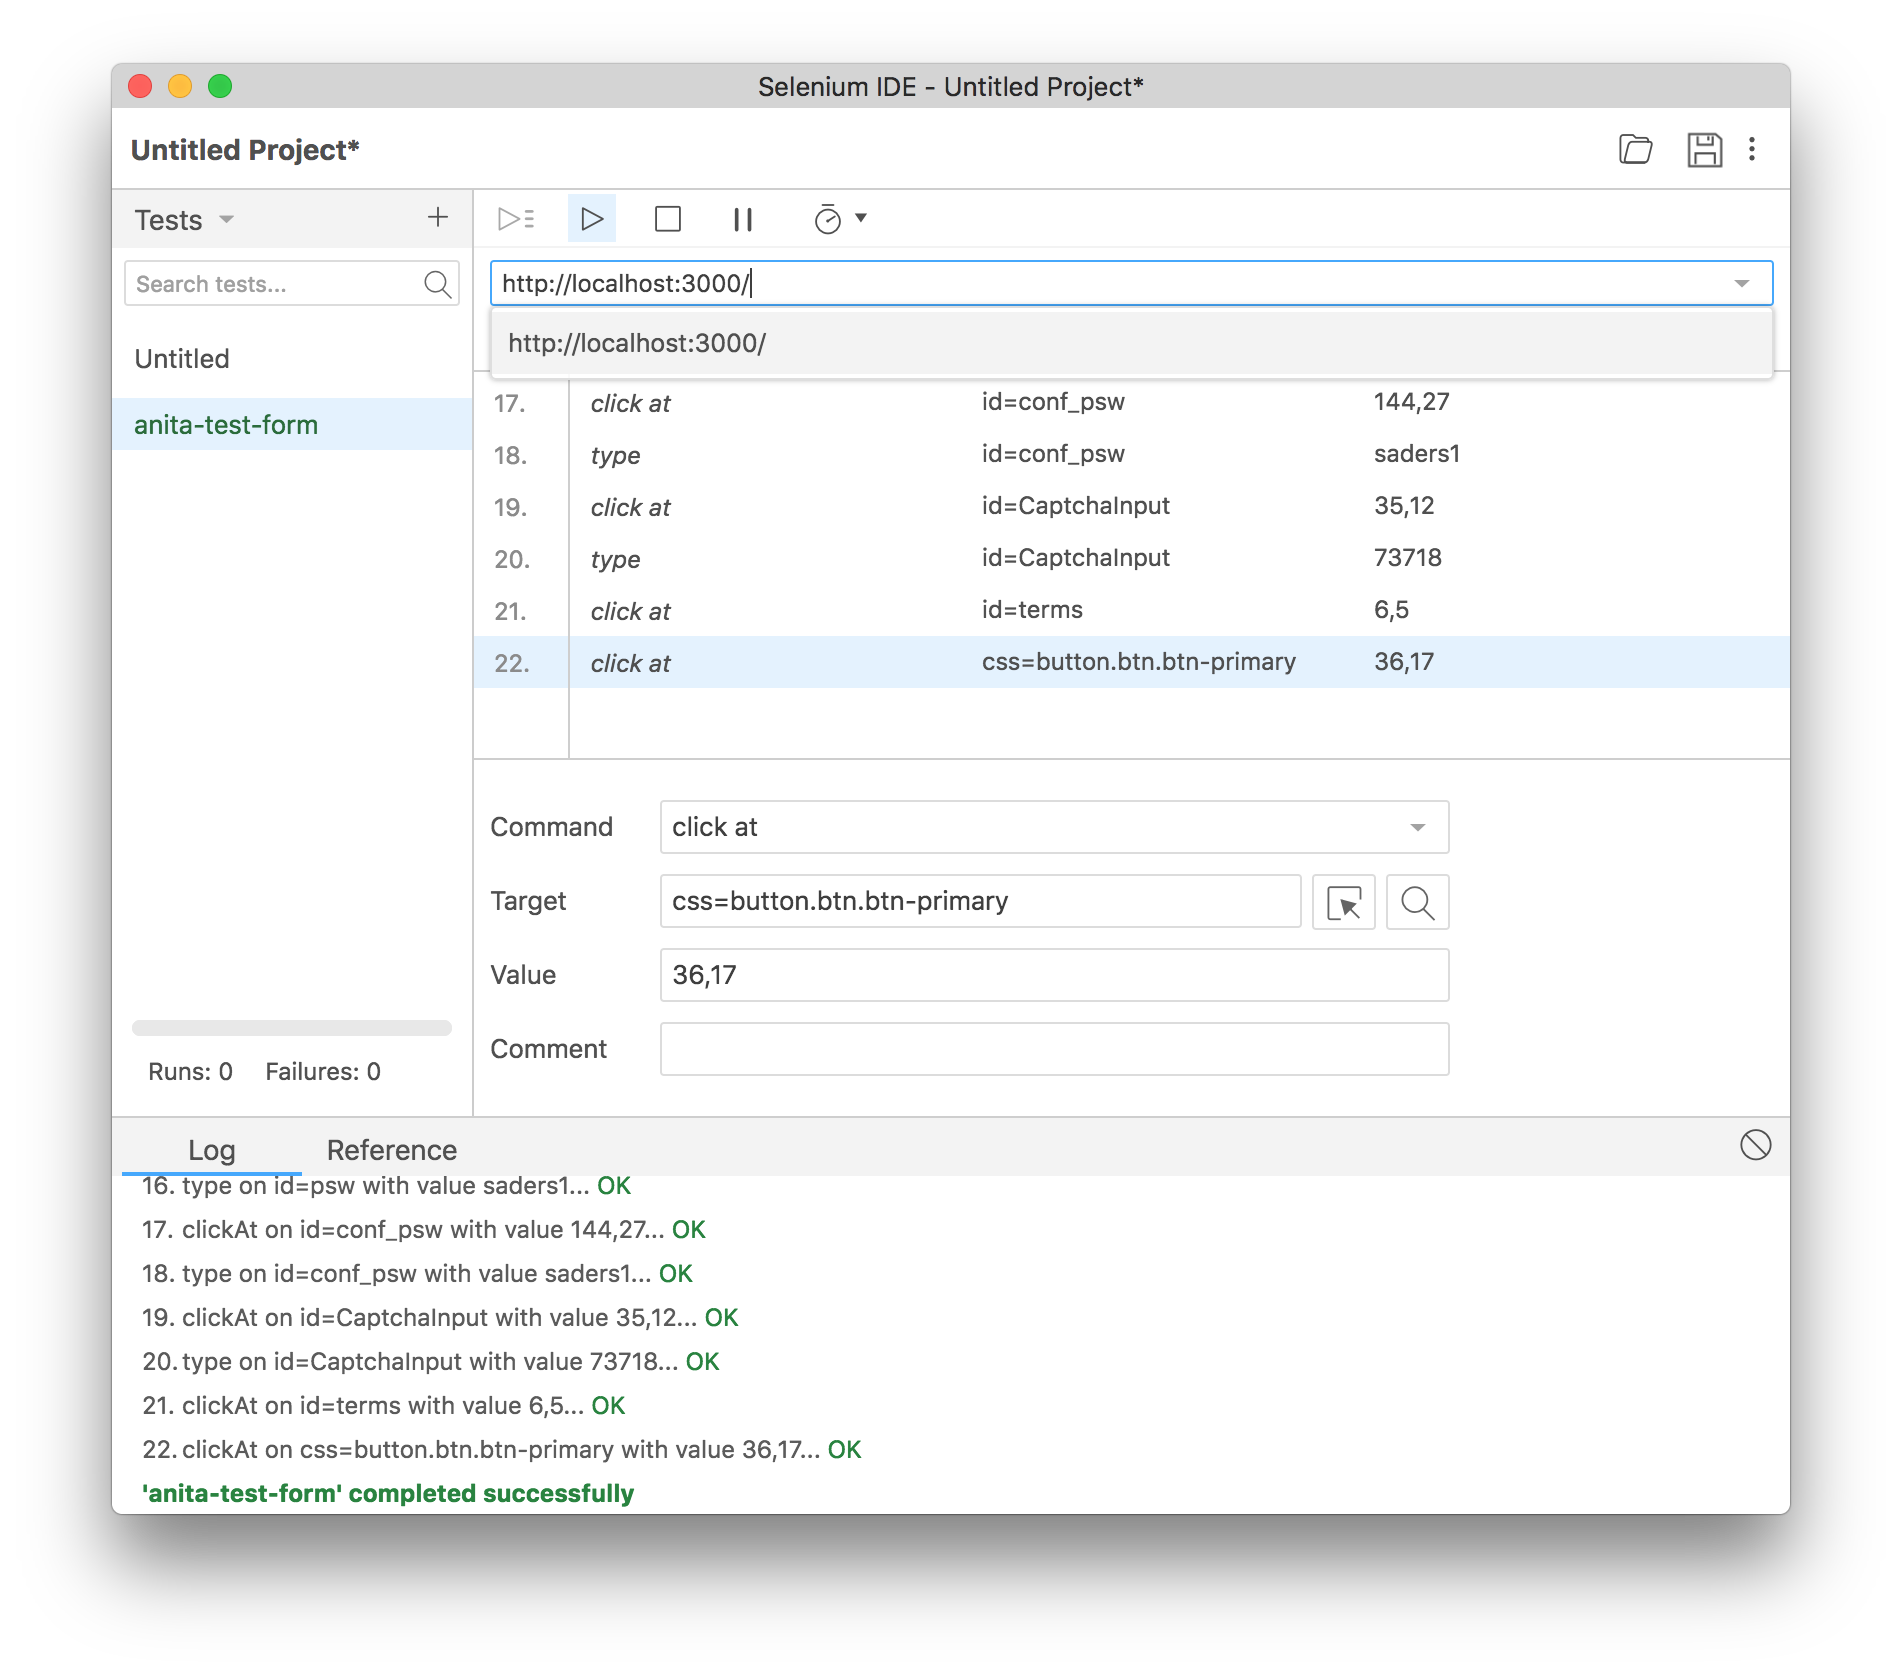 Selenium IDE - Untitled Project*
Untitled Project*
Tests
Search tests...
Untitled
anita-test-form
Runs: 0 Failures: 0
http://localhost:3000/
http://localhost:3000/
17. click at id=conf_psw 144,27
18. type id=conf_psw saders1
19. click at id=CaptchaInput 35,12
20. type id=CaptchaInput 73718
21. click at id=terms 6,5
22. click at css=button.btn.btn-primary 36,17
Command click at
Target css=button.btn.btn-primary
Value 36,17
Comment
Log Reference
16. type on id=psw with value saders1... OK
17. clickAt on id=conf_psw with value 144,27... OK
18. type on id=conf_psw with value saders1... OK
19. clickAt on id=CaptchaInput with value 35,12... OK
20. type on id=CaptchaInput with value 73718... OK
21. clickAt on id=terms with value 6,5... OK
22. clickAt on css=button.btn.btn-primary with value 36,17... OK
'anita-test-form' completed successfully